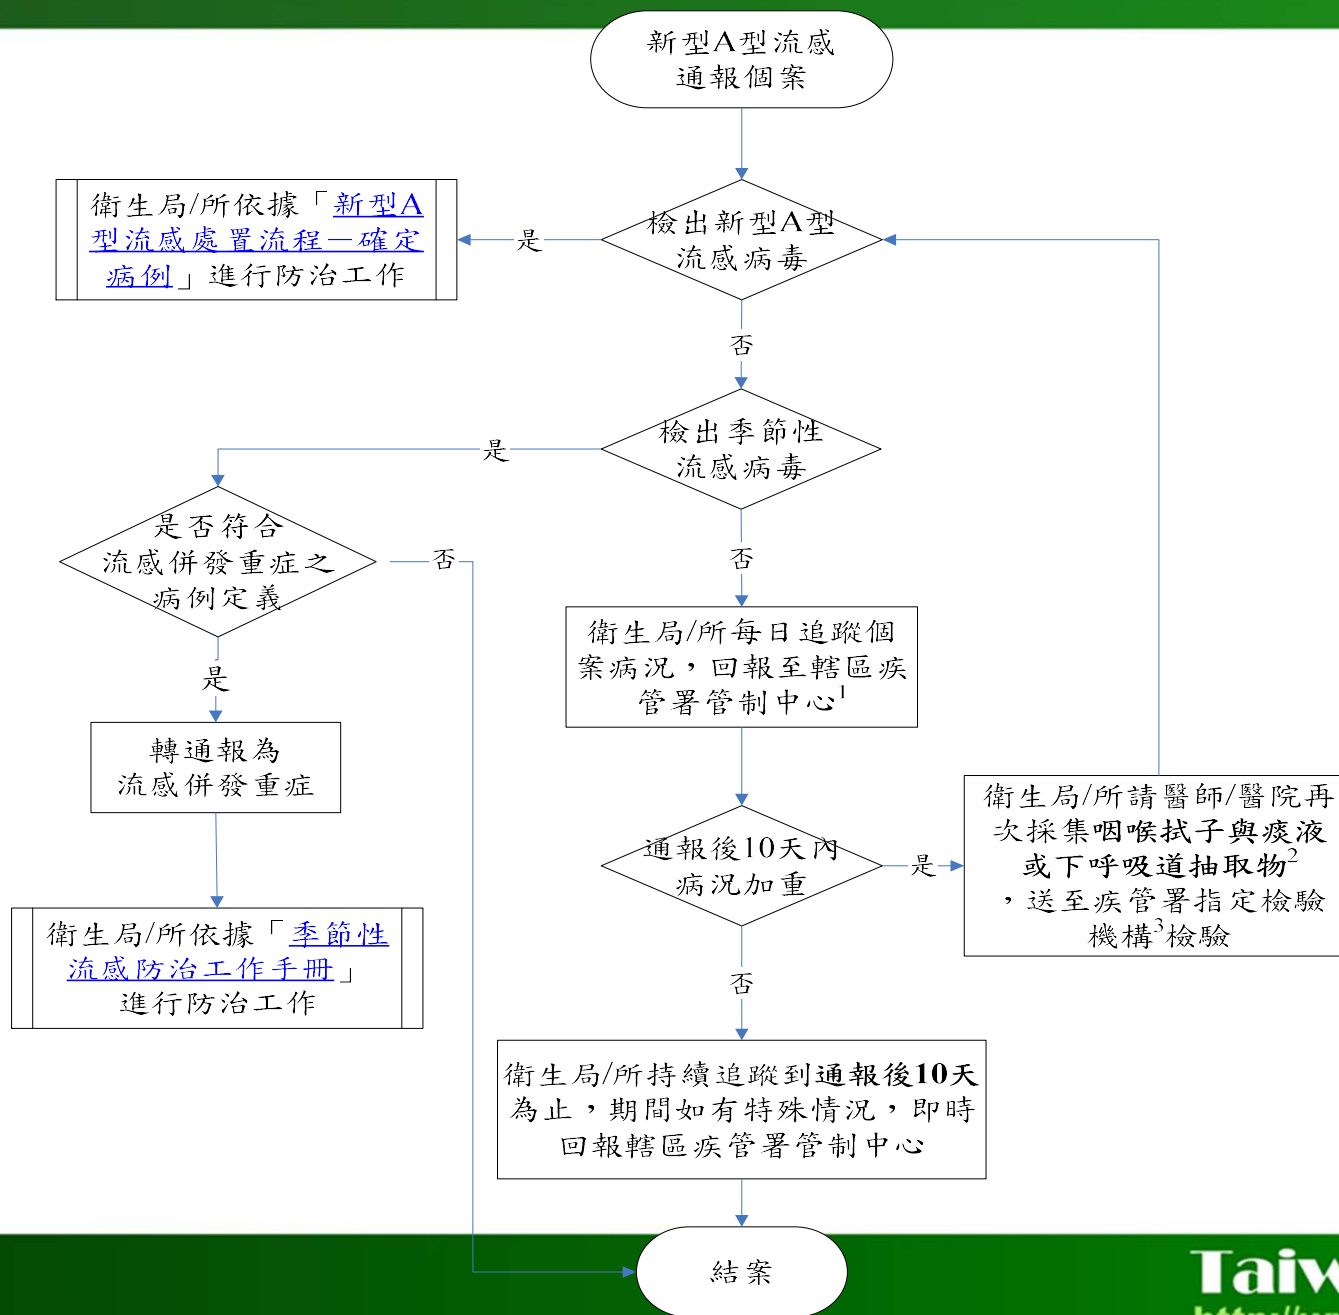 新型A型流感
通報個案
檢出新型A型
流感病毒
是
衛生局/所依據「新型A
型流感處置流程－確定
病例」進行防治工作
否
檢出季節性
流感病毒
是
是否符合
流感併發重症之
病例定義
否
是
轉通報為
流感併發重症
衛生局/所依據「季節性
流感防治工作手冊」
進行防治工作
否
衛生局/所每日追蹤個
案病況，回報至轄區疾
管署管制中心1
通報後10天內
病況加重
是
衛生局/所請醫師/醫院再
次採集咽喉拭子與痰液
或下呼吸道抽取物2
，送至疾管署指定檢驗
機構3檢驗
否
衛生局/所持續追蹤到通報後10天
為止，期間如有特殊情況，即時
回報轄區疾管署管制中心
結案